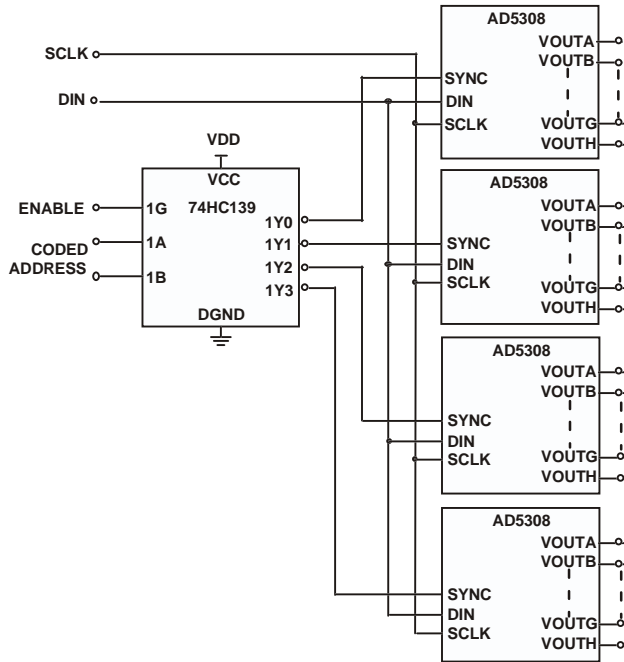 SCLK
DIN
VDD
VCC
74HC139
ENABLE
1G
CODED
ADDRESS
1A
1B
1Y0
1Y1
1Y2
1Y3
DGND
AD5308
SYNC
DIN
SCLK
VOUTA
VOUTB
VOUTG
VOUTH
AD5308
SYNC
DIN
SCLK
VOUTA
VOUTB
VOUTG
VOUTH
AD5308
SYNC
DIN
SCLK
VOUTA
VOUTB
VOUTG
VOUTH
AD5308
SYNC
DIN
SCLK
VOUTA
VOUTB
VOUTG
VOUTH